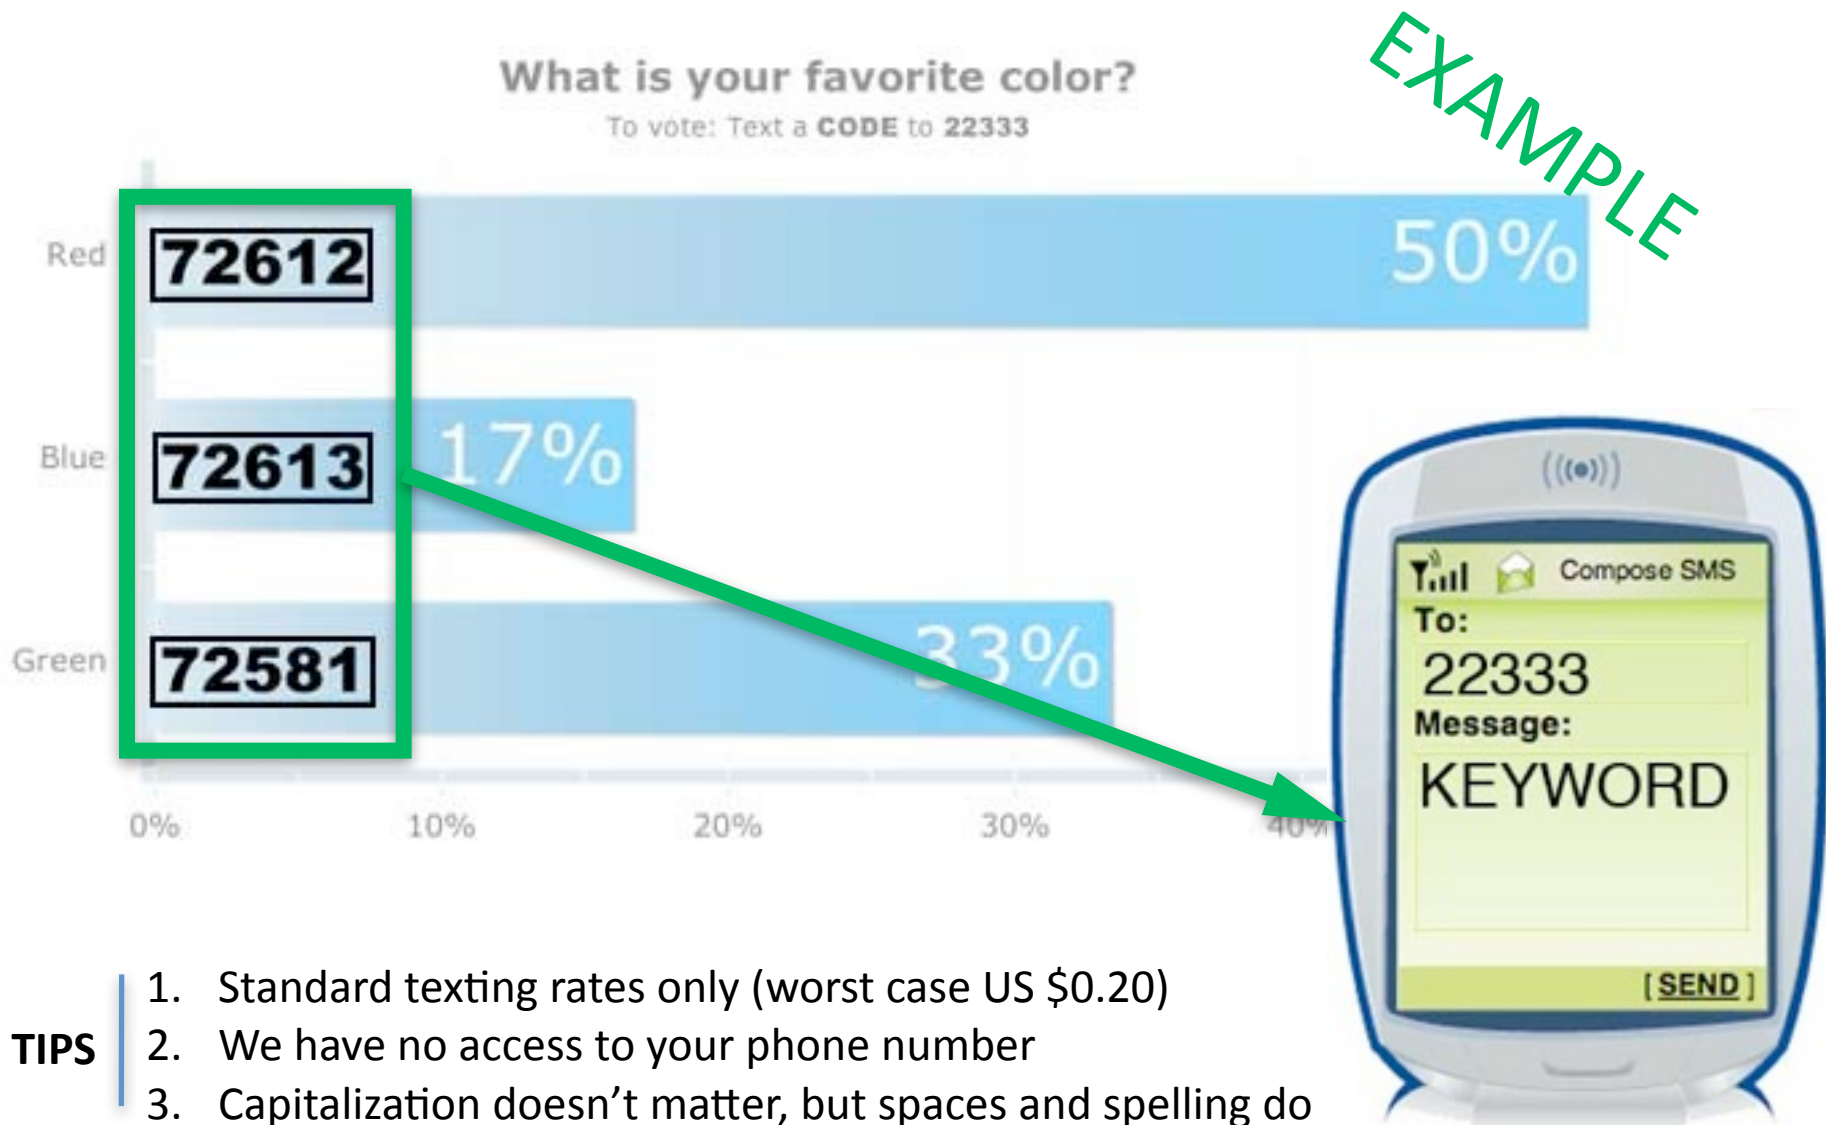 EXAMPLE
What is your favorite color?
To vote: Text a CODE to 22333
Red
72612
50%
Blue
72613
17%
Green
72581
33%
0%
10%
20%
30%
40%
Compose SMS
To:
22333
Message:
KEYWORD
[SEND]
TIPS
1. Standard texting rates only (worst case US $0.20)
2. We have no access to your phone number
3. Capitalization doesn’t matter, but spaces and spelling do